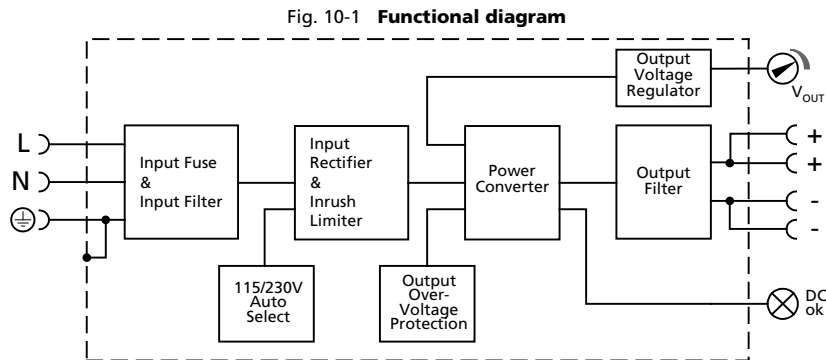 Fig. 10-1 Functional diagram
Output
Voltage
Regulator
V OUT
L
N
Input Fuse
&
Input Filter
Input
Rectifier
&
Inrush
Limiter
Power
Converter
Output
Filter
+
+
-
-
115/230V
Auto
Select
Output
Over-
Voltage
Protection
DC
ok